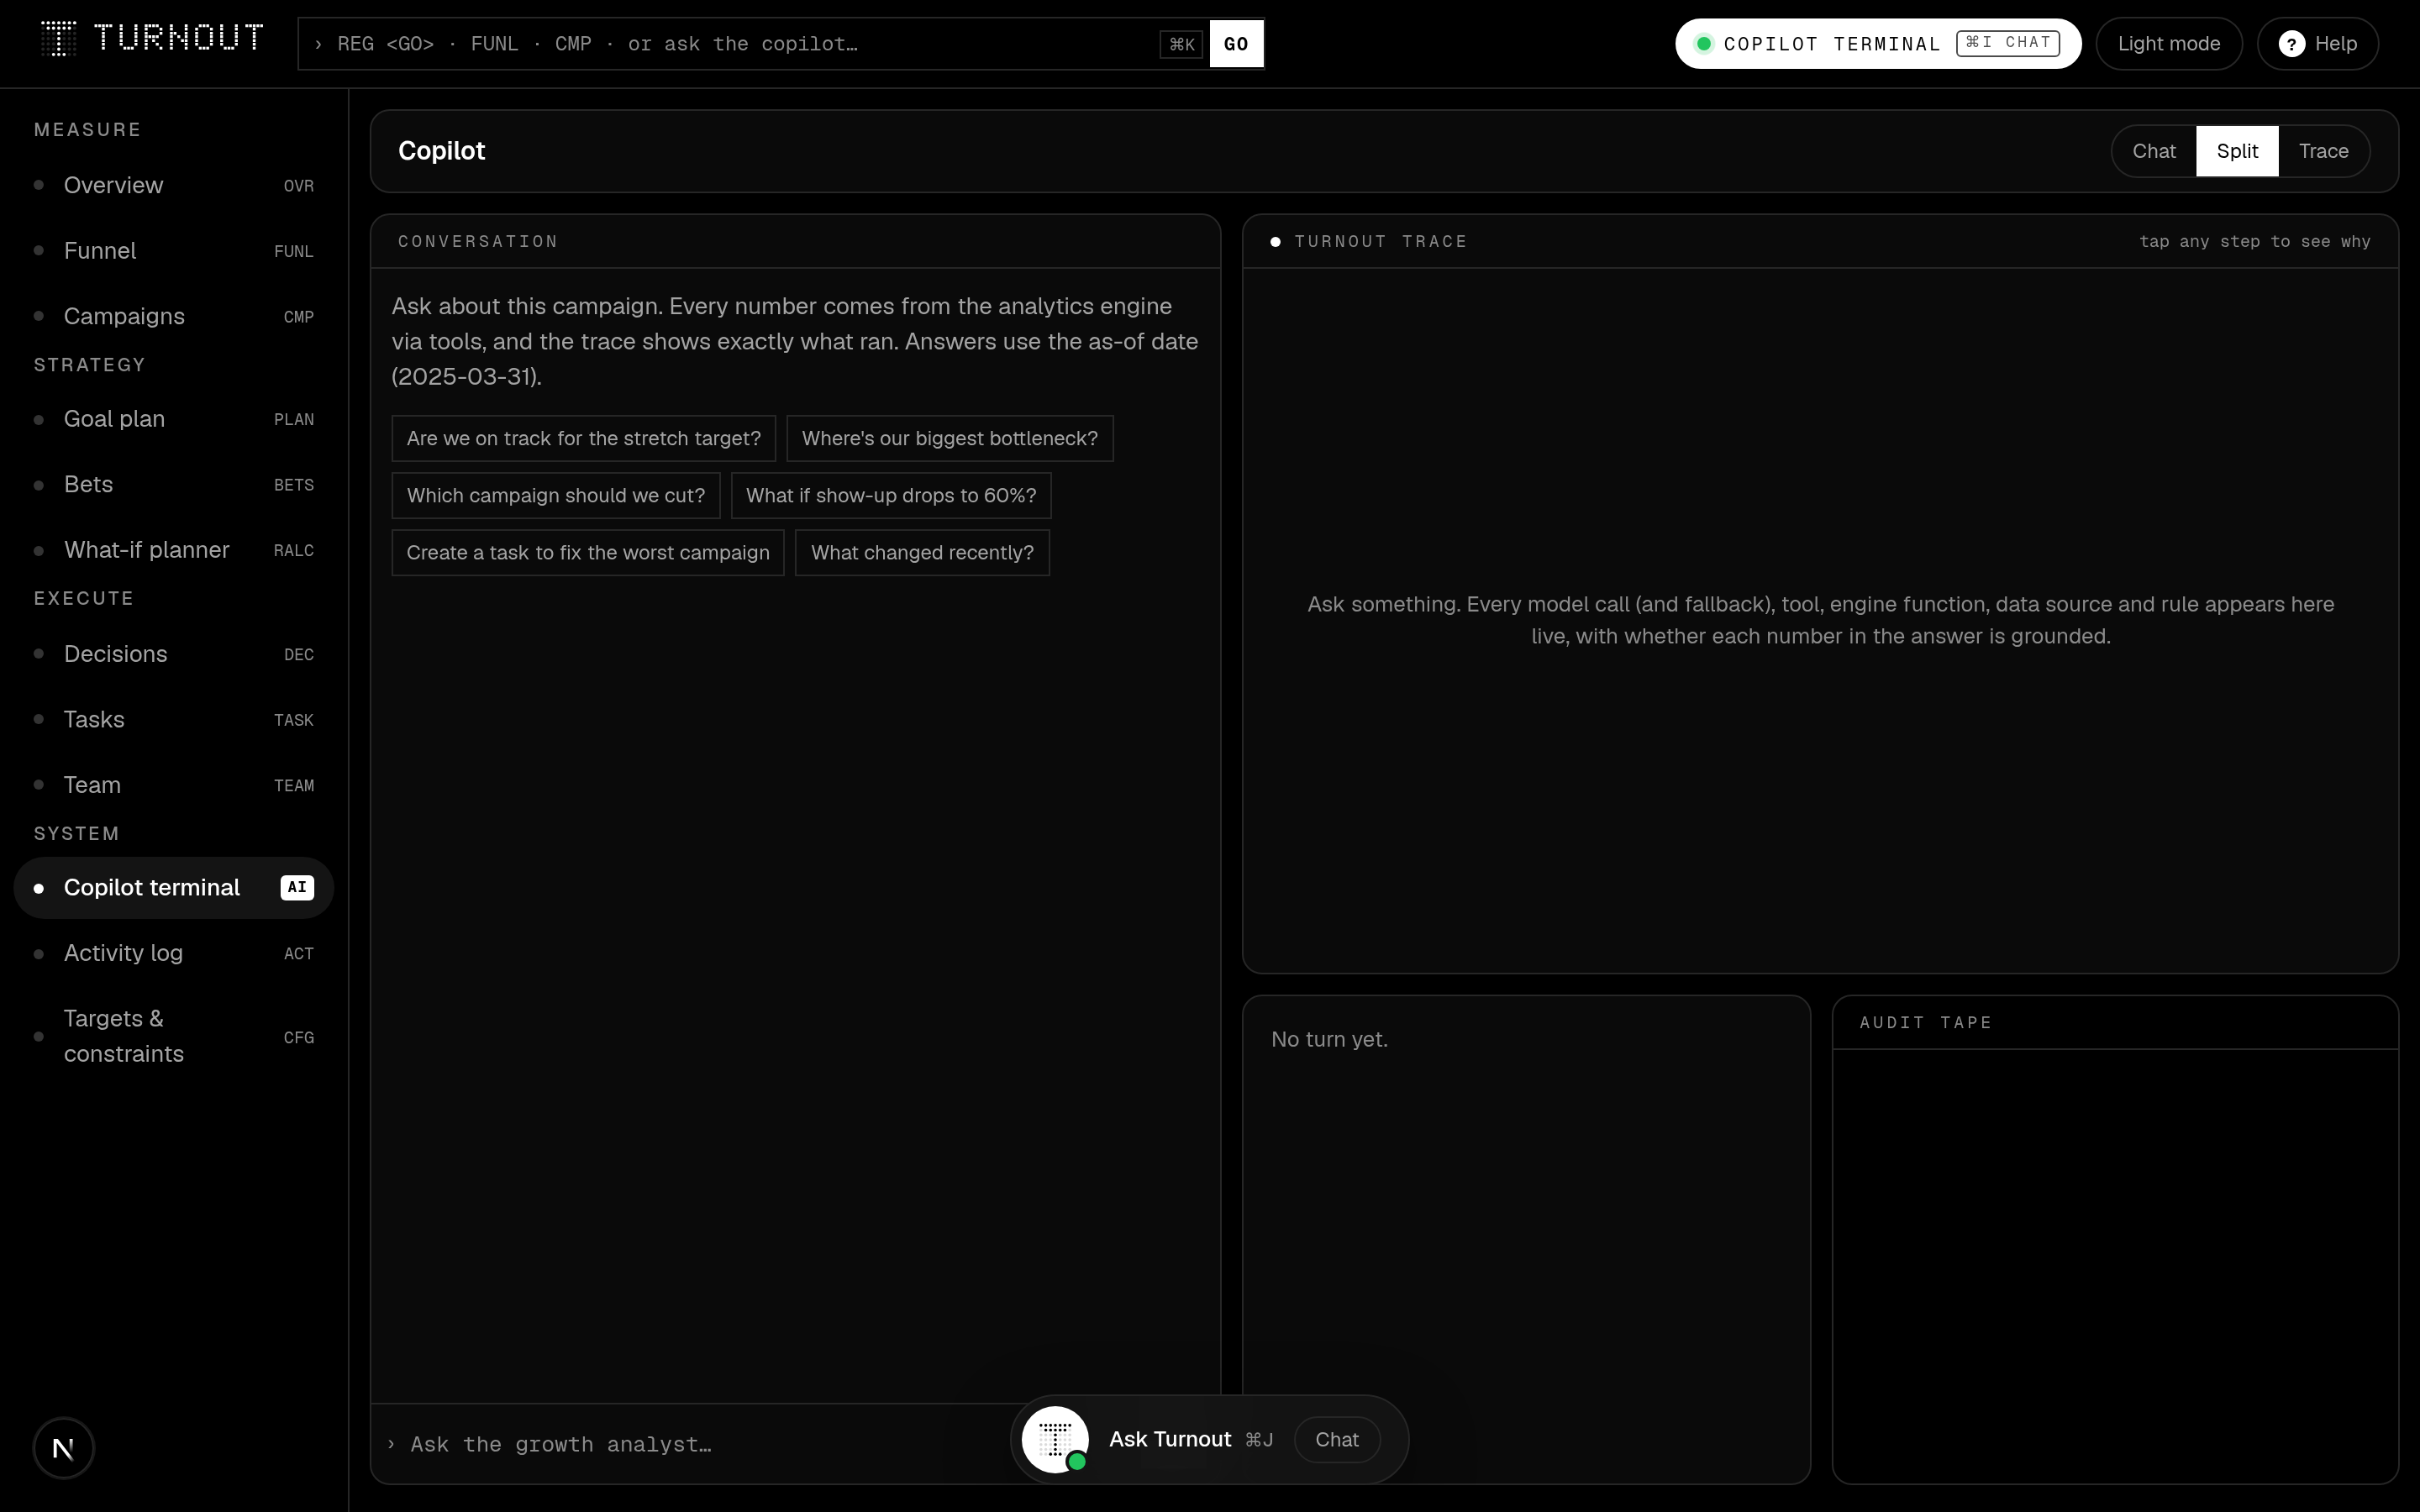 TURNOUT
› REG <GO> · FUNL · CMP · or ask the copilot…
⌘K
GO
COPILOT TERMINAL
⌘I CHAT
Light mode
? Help
MEASURE
Overview OVR
Funnel FUNL
Campaigns CMP
STRATEGY
Goal plan PLAN
Bets BETS
What-if planner RALC
EXECUTE
Decisions DEC
Tasks TASK
Team TEAM
SYSTEM
Copilot terminal AI
Activity log ACT
Targets &
constraints CFG
N
Copilot
Chat
Split
Trace
CONVERSATION
Ask about this campaign. Every number comes from the analytics engine
via tools, and the trace shows exactly what ran. Answers use the as-of date
(2025-03-31).
Are we on track for the stretch target?
Where's our biggest bottleneck?
Which campaign should we cut?
What if show-up drops to 60%?
Create a task to fix the worst campaign
What changed recently?
› Ask the growth analyst…
TURNOUT TRACE
tap any step to see why
Ask something. Every model call (and fallback), tool, engine function, data source and rule appears here
live, with whether each number in the answer is grounded.
No turn yet.
AUDIT TAPE
T
Ask Turnout ⌘J
Chat